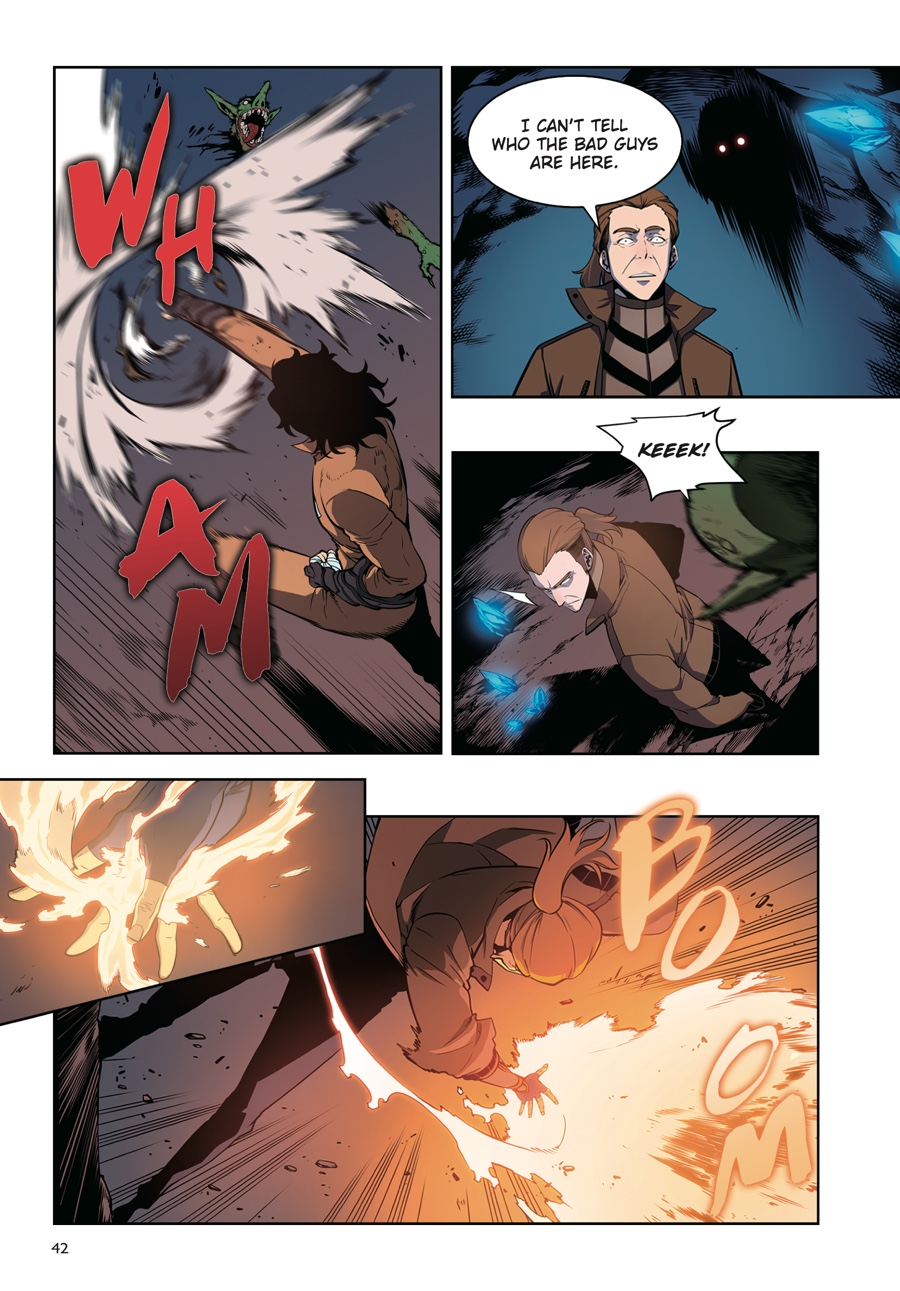 WHAM
I CAN'T TELL
WHO THE BAD GUYS
ARE HERE.
KEEEK!
BOOM
42